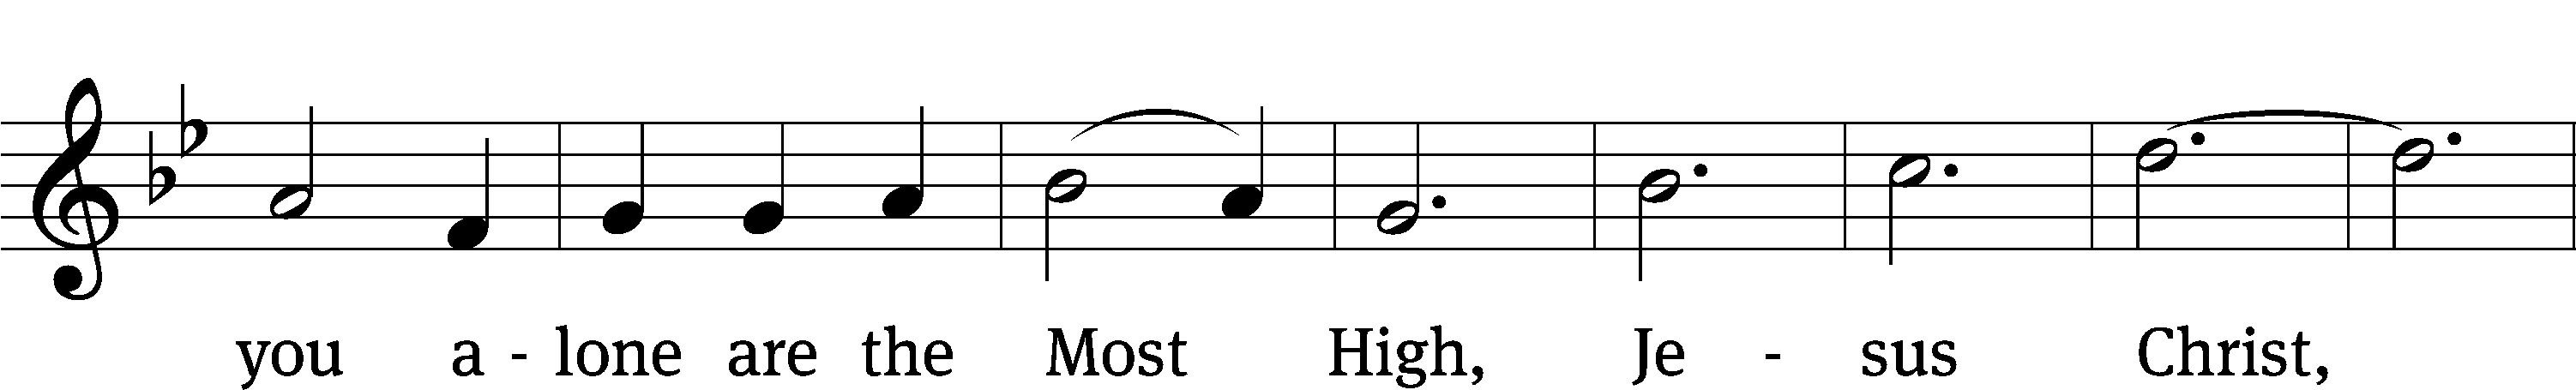 you a - lone are the Most High, Je - sus Christ,